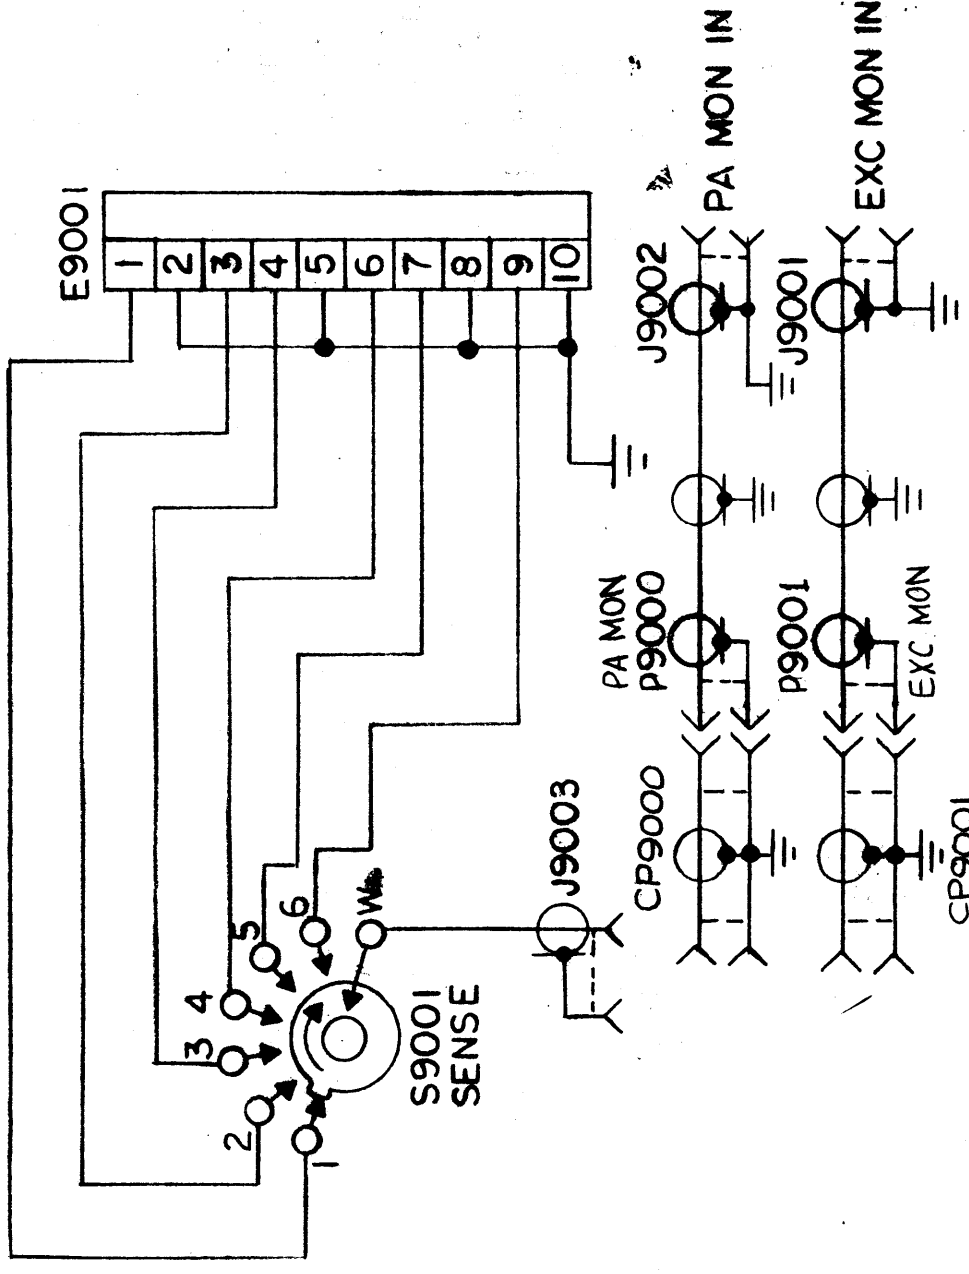 E9001
1
2
3
4
5
6
7
8
9
10
1
2
3
4
5
6
W
S9001
SENSE
J9003
PA MON IN
J9002
PA MON
P9000
CP9000
EXC MON IN
J9001
P9001
EXC MON
CP9001